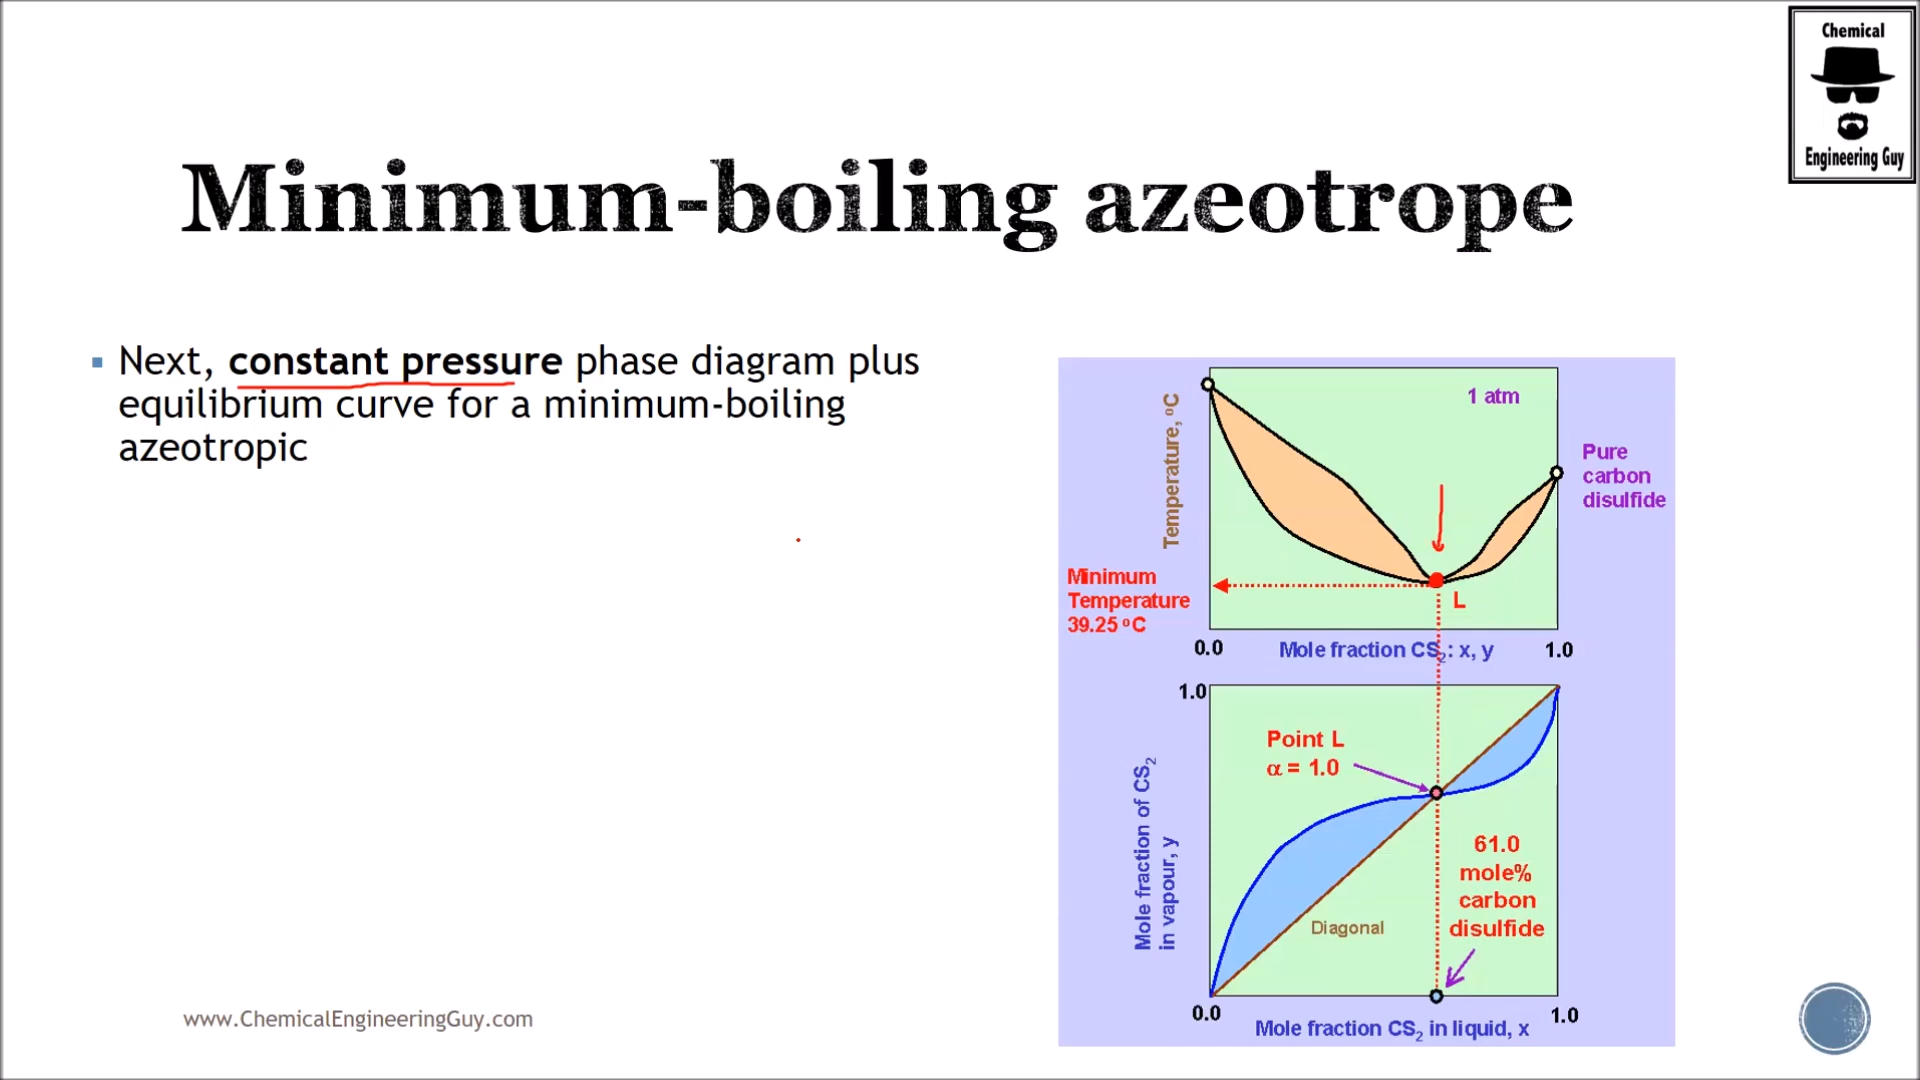 Chemical
Engineering Guy
Minimum-boiling azeotrope
Next, constant pressure phase diagram plus
equilibrium curve for a minimum-boiling
azeotropic
1 atm
Temperature, ºC
Pure
carbon
disulfide
Minimum
Temperature
39.25 ºC
L
0.0
Mole fraction CS₂: x, y
1.0
1.0
Point L
α = 1.0
Mole fraction of CS₂
in vapour, y
61.0
mole%
carbon
disulfide
Diagonal
0.0
Mole fraction CS₂ in liquid, x
1.0
www.ChemicalEngineeringGuy.com